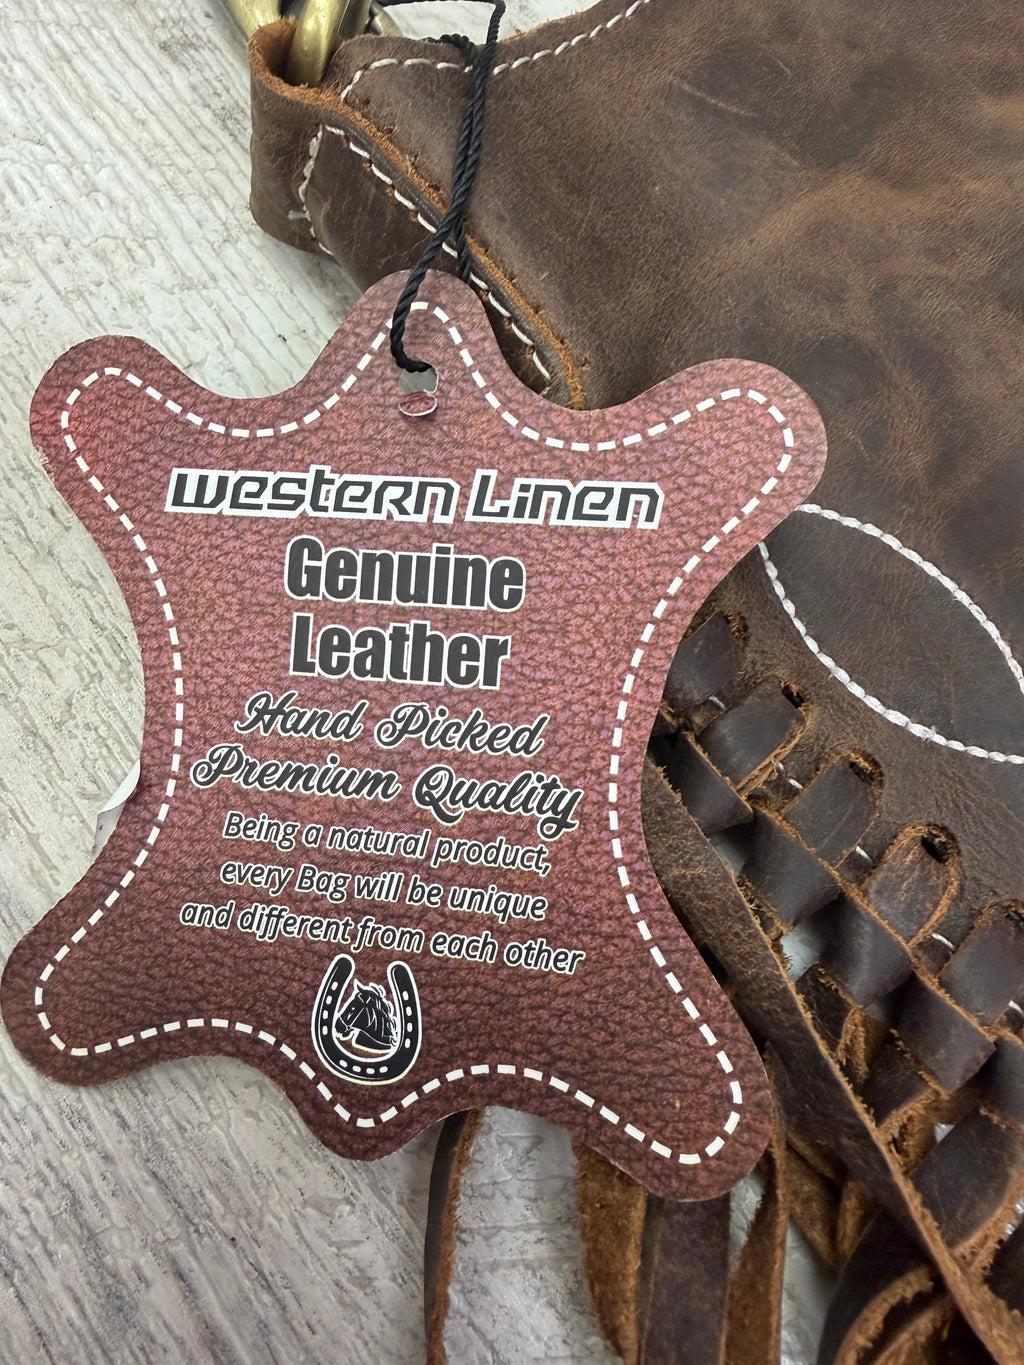 Western Linen
Genuine
Leather
Hand Picked
Premium Quality
Being a natural product,
every Bag will be unique
and different from each other